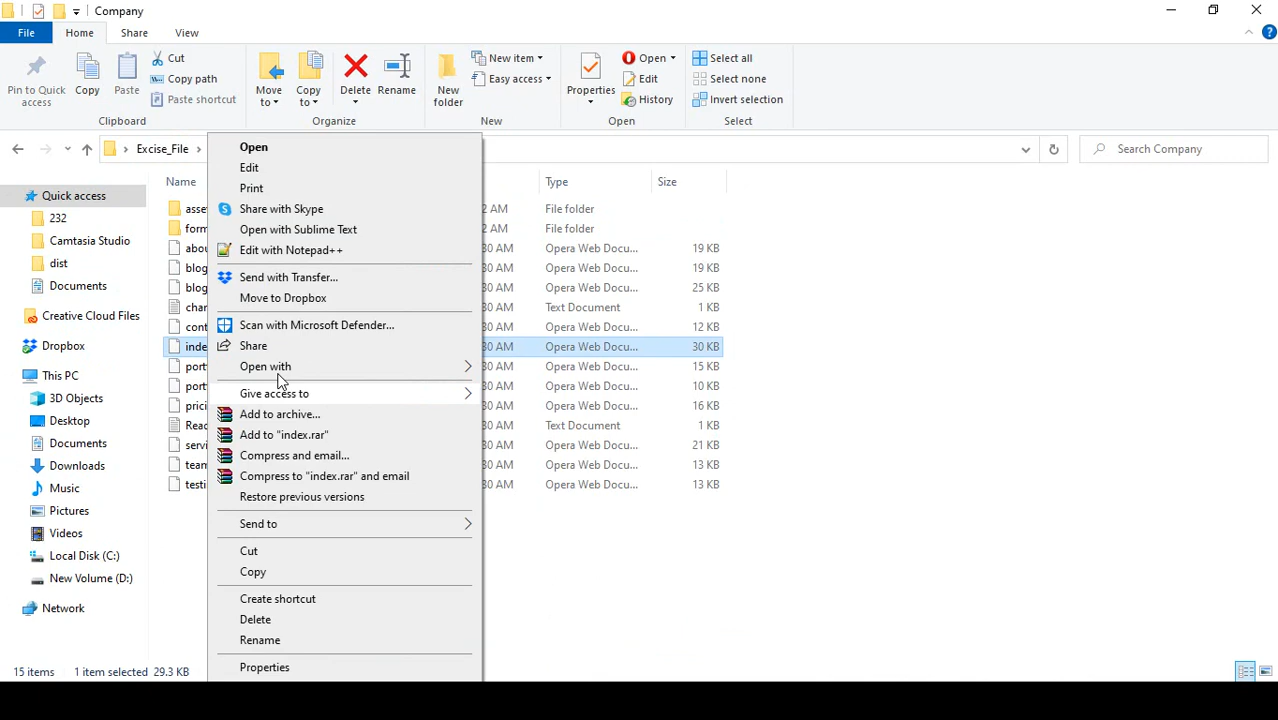 Company
File Home Share View
Pin to Quick access
Copy
Paste
Cut
Copy path
Paste shortcut
Clipboard
Move to
Copy to
Delete
Rename
Organize
New folder
New item
Easy access
New
Properties
Open
Edit
History
Open
Select all
Select none
Invert selection
Select
Excise_File
Search Company
Name Type Size
Quick access
232
Camtasia Studio
dist
Documents
Creative Cloud Files
Dropbox
This PC
3D Objects
Desktop
Documents
Downloads
Music
Pictures
Videos
Local Disk (C:)
New Volume (D:)
Network
Open
Edit
Print
Share with Skype
Open with Sublime Text
Edit with Notepad++
Send with Transfer...
Move to Dropbox
Scan with Microsoft Defender...
Share
Open with
Give access to
Add to archive...
Add to "index.rar"
Compress and email...
Compress to "index.rar" and email
Restore previous versions
Send to
Cut
Copy
Create shortcut
Delete
Rename
Properties
File folder
File folder
Opera Web Docu... 19 KB
Opera Web Docu... 19 KB
Opera Web Docu... 25 KB
Text Document 1 KB
Opera Web Docu... 12 KB
Opera Web Docu... 30 KB
Opera Web Docu... 15 KB
Opera Web Docu... 10 KB
Opera Web Docu... 16 KB
Text Document 1 KB
Opera Web Docu... 21 KB
Opera Web Docu... 13 KB
Opera Web Docu... 13 KB
15 items 1 item selected 29.3 KB